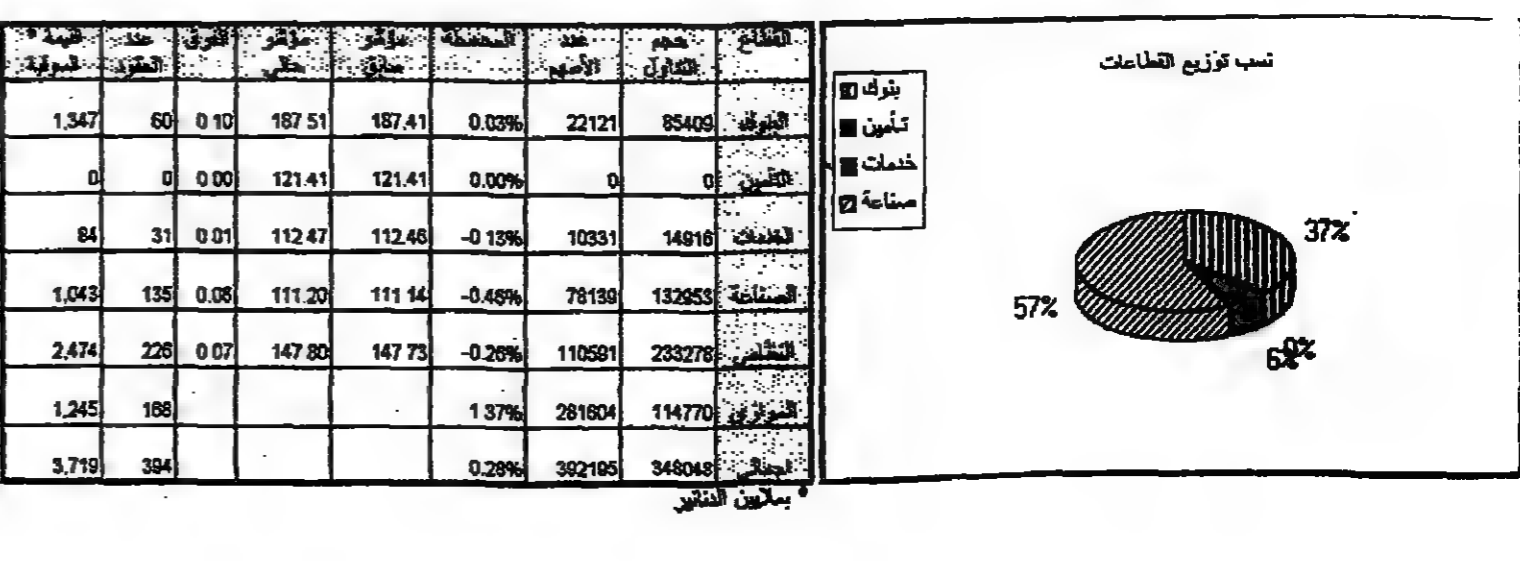 نسب توزيع القطاعات
بنوك
تأمين
خدمات
صناعة
37%
57%
6%
0%
القطاع حجم التداول عدد الأسهم المحفظة مؤشر سابق مؤشر حالي الفرق عدد العقود القيمة * السوقية
البنوك 85409 22121 0.03% 187.41 187.51 0.10 60 1,347
التأمين 0 0 0.00% 121.41 121.41 0.00 0 0
الخدمات 14916 10331 -0.13% 112.46 112.47 0.01 31 84
الصناعة 132953 78139 -0.46% 111.14 111.20 0.06 135 1,043
النظامي 233278 110591 -0.26% 147.73 147.80 0.07 226 2,474
الموازي 114770 281604 1.37% 168 1,245
اجمالي 348048 392195 0.28% 394 3,719
* بملايين الدنانير